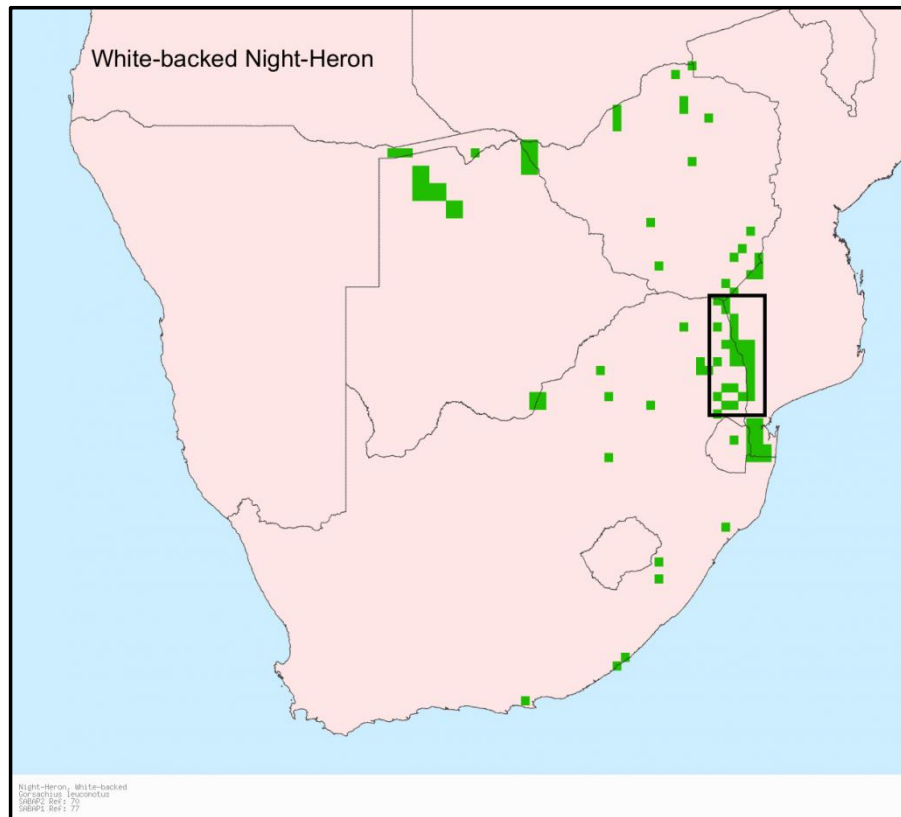 White-backed Night-Heron
Night-Heron, White-backed
Gorsachius leuconotus
SABAP2 Ref: 70
SABAP1 Ref: 77